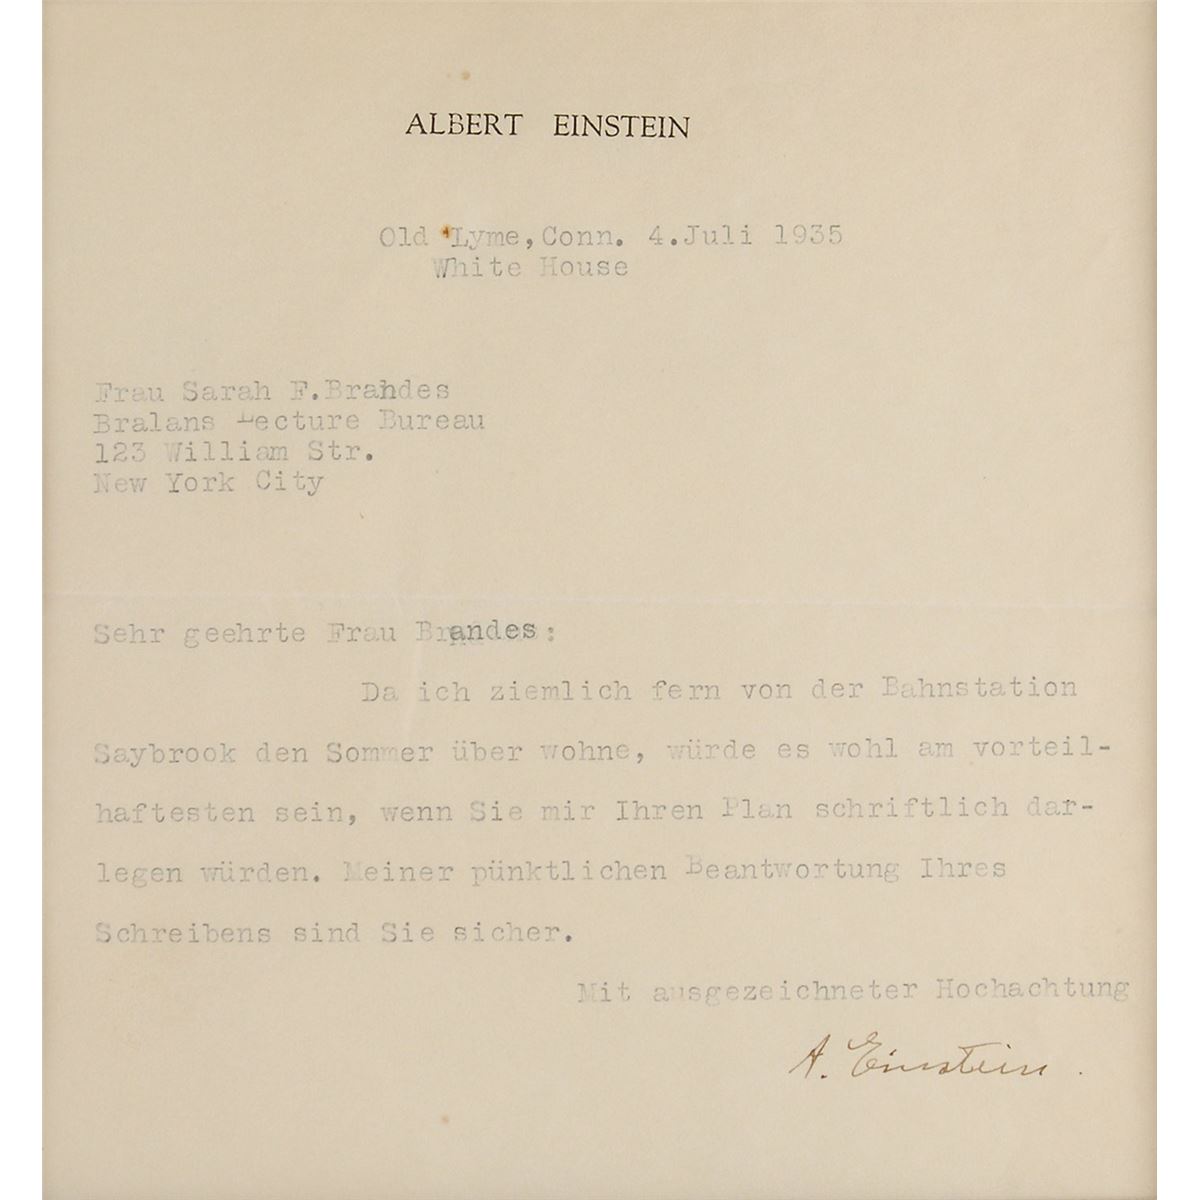 ALBERT EINSTEIN
Old Lyme, Conn. 4.Juli 1935
White House
Frau Sarah F.Brandes
Bralans Lecture Bureau
123 William Str.
New York City
Sehr geehrte Frau Brandes:
Da ich ziemlich fern von der Bahnstation
Saybrook den Sommer über wohne, würde es wohl am vorteil-
haftesten sein, wenn Sie mir Ihren Plan schriftlich dar-
legen würden. Meiner pünktlichen Beantwortung Ihres
Schreibens sind Sie sicher.
Mit ausgezeichneter Hochachtung
A. Einstein.